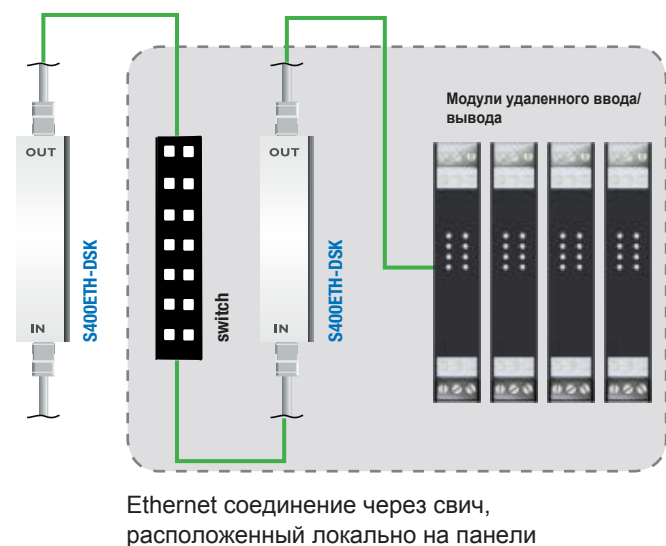 Модули удаленного ввода/
вывода
OUT
IN
S400ETH-DSK
switch
OUT
IN
S400ETH-DSK
Ethernet соединение через свич,
расположенный локально на панели